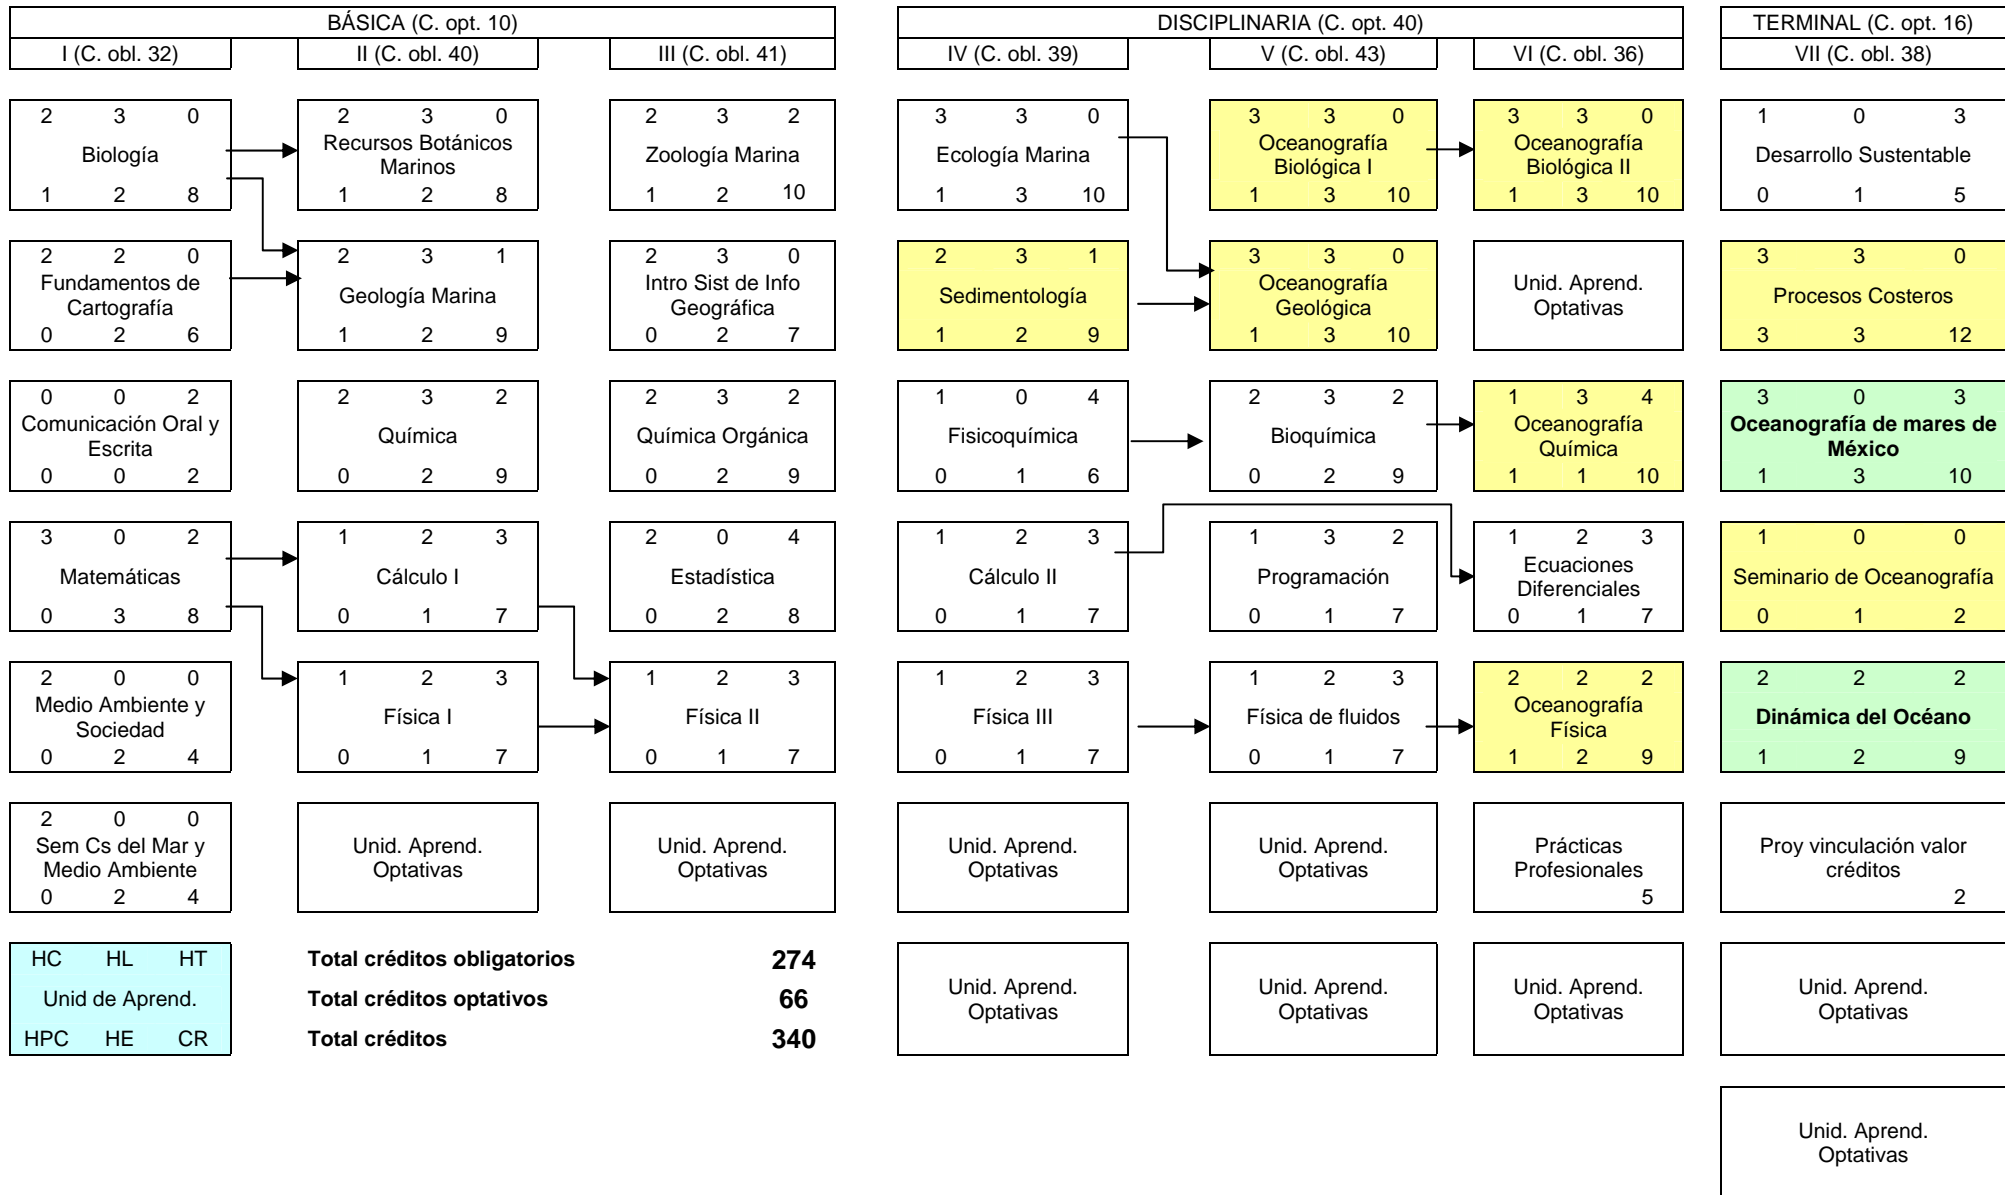 BÁSICA (C. opt. 10)
DISCIPLINARIA (C. opt. 40)
TERMINAL (C. opt. 16)
I (C. obl. 32)
II (C. obl. 40)
III (C. obl. 41)
IV (C. obl. 39)
V (C. obl. 43)
VI (C. obl. 36)
VII (C. obl. 38)
2 3 0
Biología
1 2 8
2 3 0
Recursos Botánicos
Marinos
1 2 8
2 3 2
Zoología Marina
1 2 10
3 3 0
Ecología Marina
1 3 10
3 3 0
Oceanografía
Biológica I
1 3 10
3 3 0
Oceanografía
Biológica II
1 3 10
1 0 3
Desarrollo Sustentable
0 1 5
2 2 0
Fundamentos de
Cartografía
0 2 6
2 3 1
Geología Marina
1 2 9
2 3 0
Intro Sist de Info
Geográfica
0 2 7
2 3 1
Sedimentología
1 2 9
3 3 0
Oceanografía
Geológica
1 3 10
Unid. Aprend.
Optativas
3 3 0
Procesos Costeros
3 3 12
0 0 2
Comunicación Oral y
Escrita
0 0 2
2 3 2
Química
0 2 9
2 3 2
Química Orgánica
0 2 9
1 0 4
Fisicoquímica
0 1 6
2 3 2
Bioquímica
0 2 9
1 3 4
Oceanografía
Química
1 1 10
3 0 3
Oceanografía de mares de
México
1 3 10
3 0 2
Matemáticas
0 3 8
1 2 3
Cálculo I
0 1 7
2 0 4
Estadística
0 2 8
1 2 3
Cálculo II
0 1 7
1 3 2
Programación
0 1 7
1 2 3
Ecuaciones
Diferenciales
0 1 7
1 0 0
Seminario de Oceanografía
0 1 2
2 0 0
Medio Ambiente y
Sociedad
0 2 4
1 2 3
Física I
0 1 7
1 2 3
Física II
0 1 7
1 2 3
Física III
0 1 7
1 2 3
Física de fluidos
0 1 7
2 2 2
Oceanografía
Física
1 2 9
2 2 2
Dinámica del Océano
1 2 9
2 0 0
Sem Cs del Mar y
Medio Ambiente
0 2 4
Unid. Aprend.
Optativas
Unid. Aprend.
Optativas
Unid. Aprend.
Optativas
Unid. Aprend.
Optativas
Prácticas
Profesionales
5
Proy vinculación valor
créditos
2
HC HL HT
Unid de Aprend.
HPC HE CR
Total créditos obligatorios 274
Total créditos optativos 66
Total créditos 340
Unid. Aprend.
Optativas
Unid. Aprend.
Optativas
Unid. Aprend.
Optativas
Unid. Aprend.
Optativas
Unid. Aprend.
Optativas